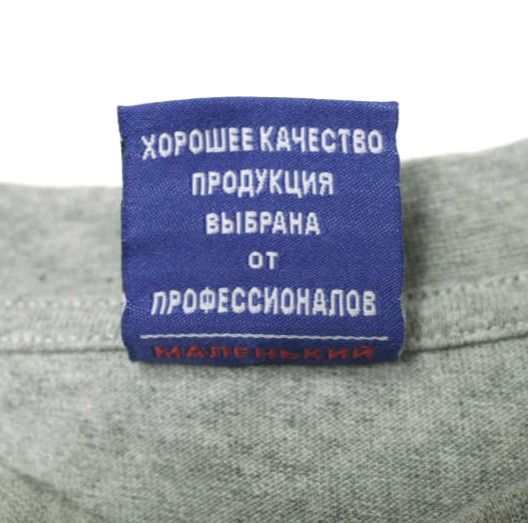 ХОРОШЕЕ КАЧЕСТВО
ПРОДУКЦИЯ
ВЫБРАНА
ОТ
ПРОФЕССИОНАЛОВ
МАЛЕНЬКИЙ